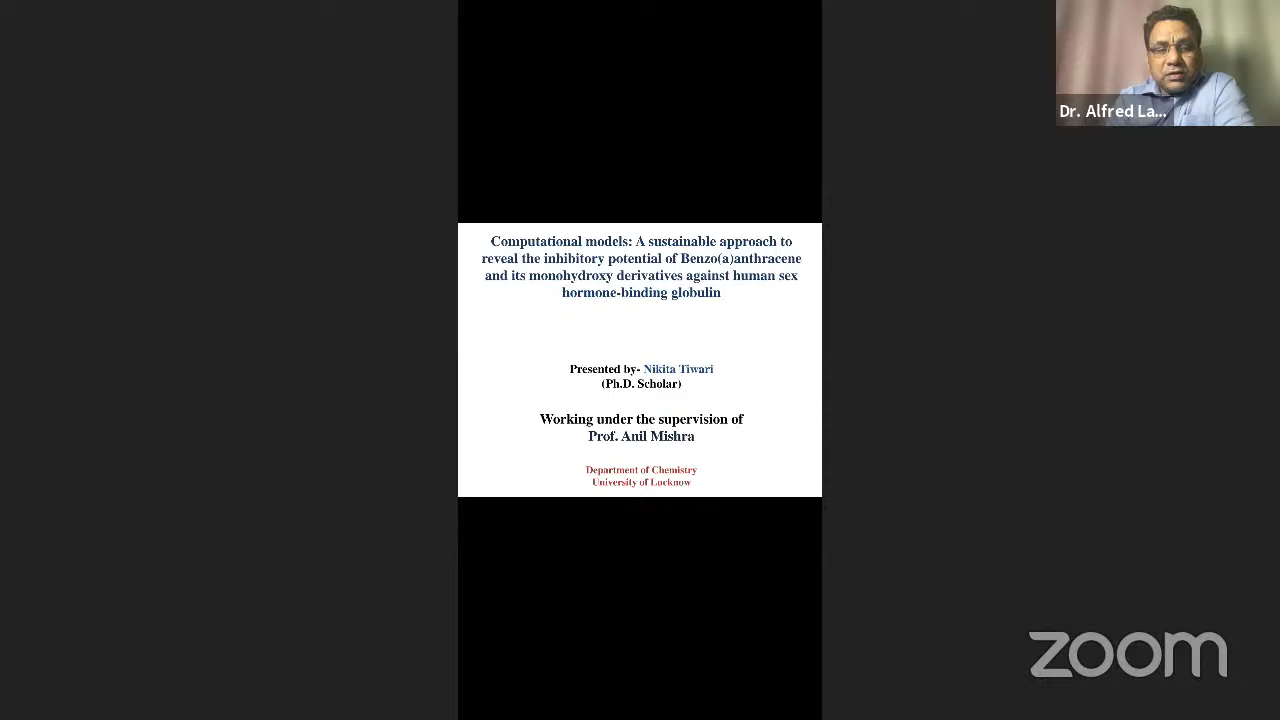 Dr. Alfred La...
Computational models: A sustainable approach to
reveal the inhibitory potential of Benzo(a)anthracene
and its monohydroxy derivatives against human sex
hormone-binding globulin
Presented by- Nikita Tiwari
(Ph.D. Scholar)
Working under the supervision of
Prof. Anil Mishra
Department of Chemistry
University of Lucknow
zoom